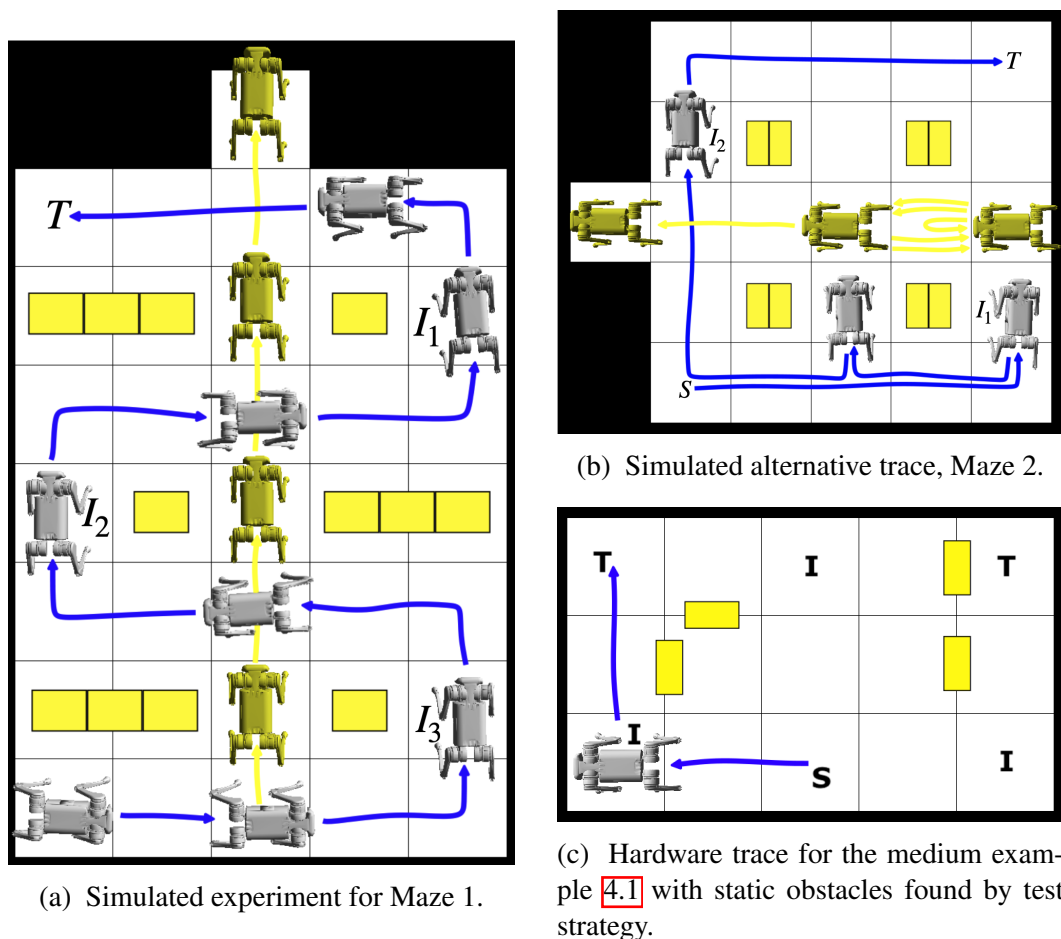 T
I₁
I₂
I₃
(a) Simulated experiment for Maze 1.
T
I₂
I₁
S
(b) Simulated alternative trace, Maze 2.
T I T
I
S I
(c) Hardware trace for the medium exam-
ple 4.1 with static obstacles found by test
strategy.